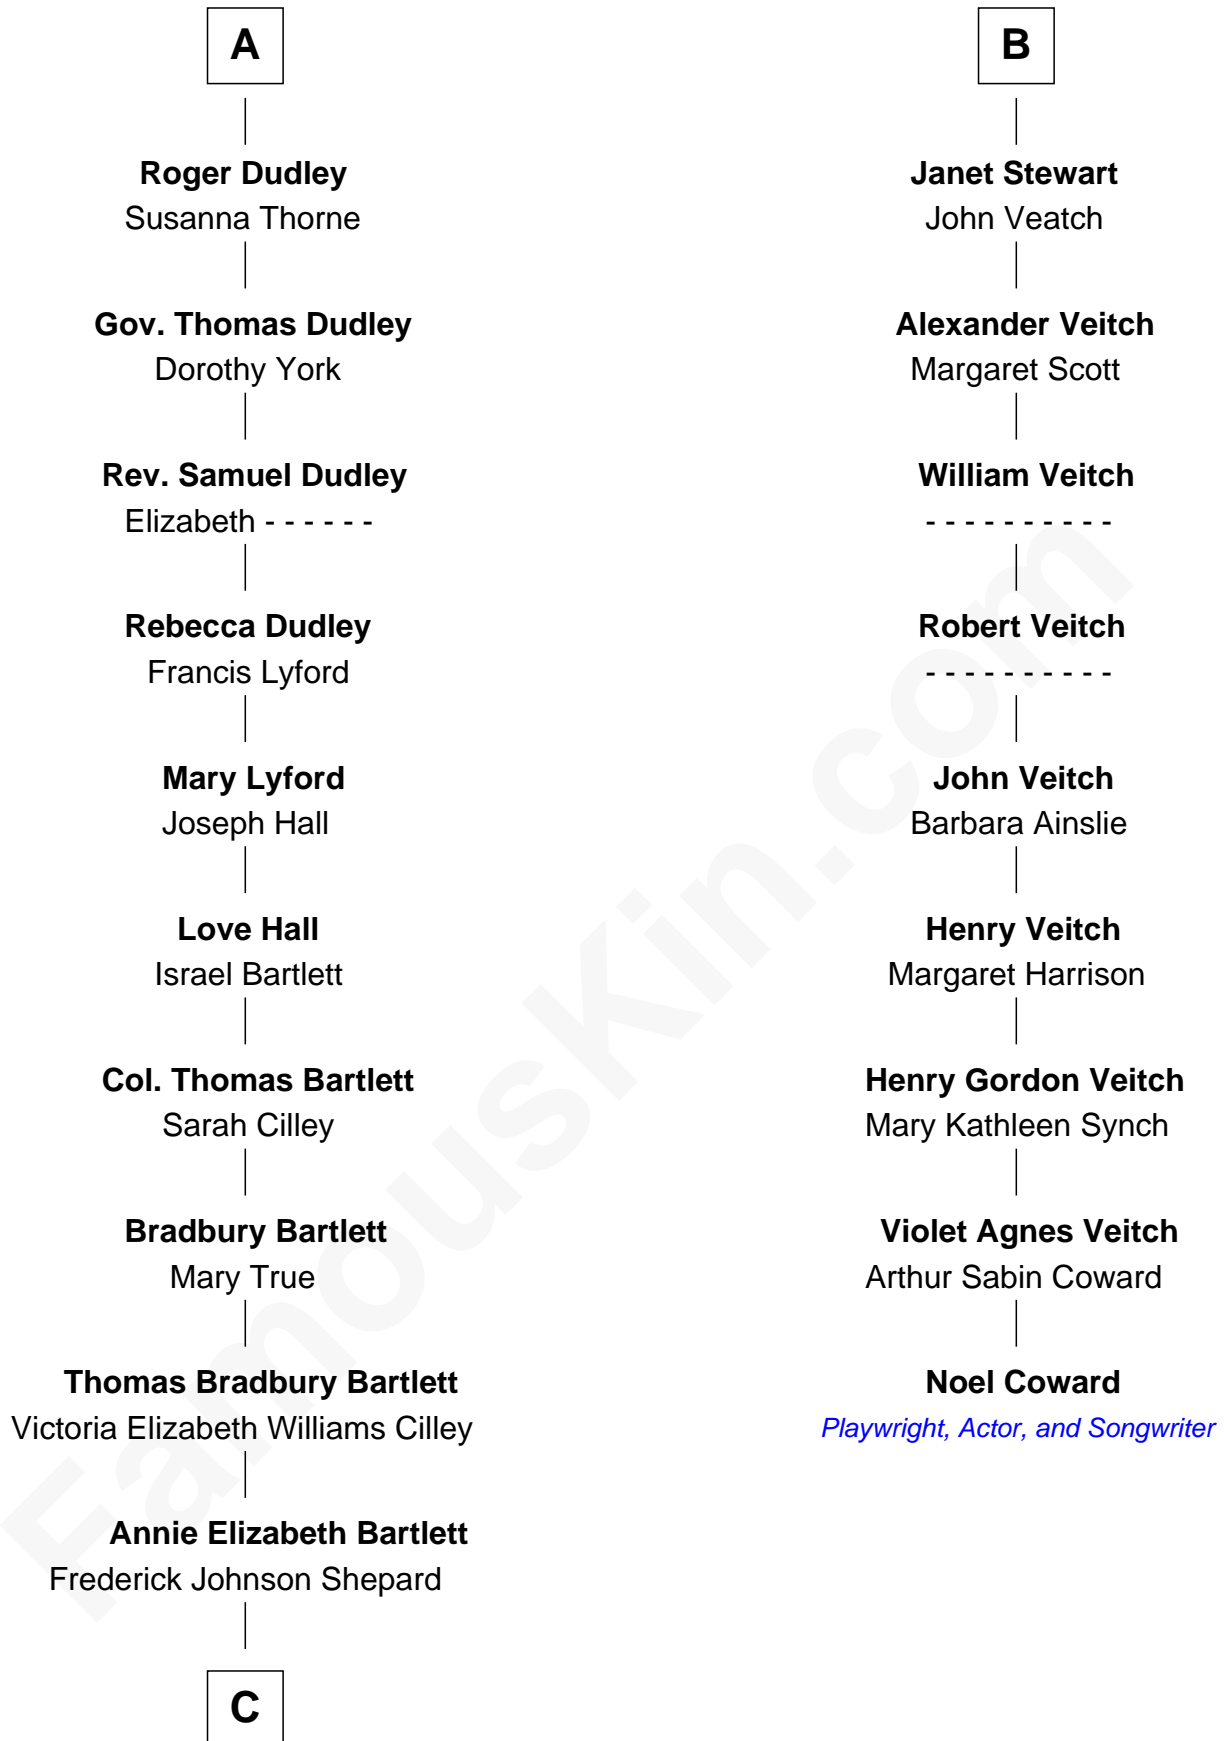 A
Roger Dudley
Susanna Thorne
Gov. Thomas Dudley
Dorothy York
Rev. Samuel Dudley
Elizabeth - - - - - -
Rebecca Dudley
Francis Lyford
Mary Lyford
Joseph Hall
Love Hall
Israel Bartlett
Col. Thomas Bartlett
Sarah Cilley
Bradbury Bartlett
Mary True
Thomas Bradbury Bartlett
Victoria Elizabeth Williams Cilley
Annie Elizabeth Bartlett
Frederick Johnson Shepard
C
B
Janet Stewart
John Veatch
Alexander Veitch
Margaret Scott
William Veitch
- - - - - - - - - -
Robert Veitch
- - - - - - - - - -
John Veitch
Barbara Ainslie
Henry Veitch
Margaret Harrison
Henry Gordon Veitch
Mary Kathleen Synch
Violet Agnes Veitch
Arthur Sabin Coward
Noel Coward
Playwright, Actor, and Songwriter
FamousKin.com